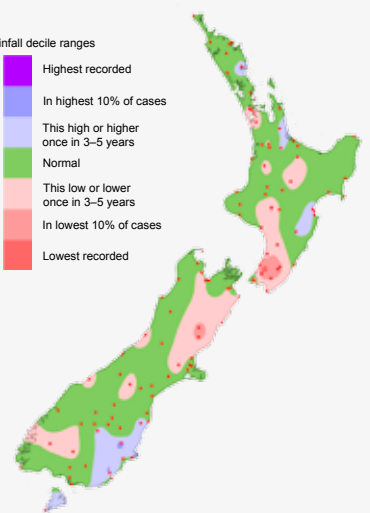 nfall decile ranges
Highest recorded
In highest 10% of cases
This high or higher
once in 3–5 years
Normal
This low or lower
once in 3–5 years
In lowest 10% of cases
Lowest recorded